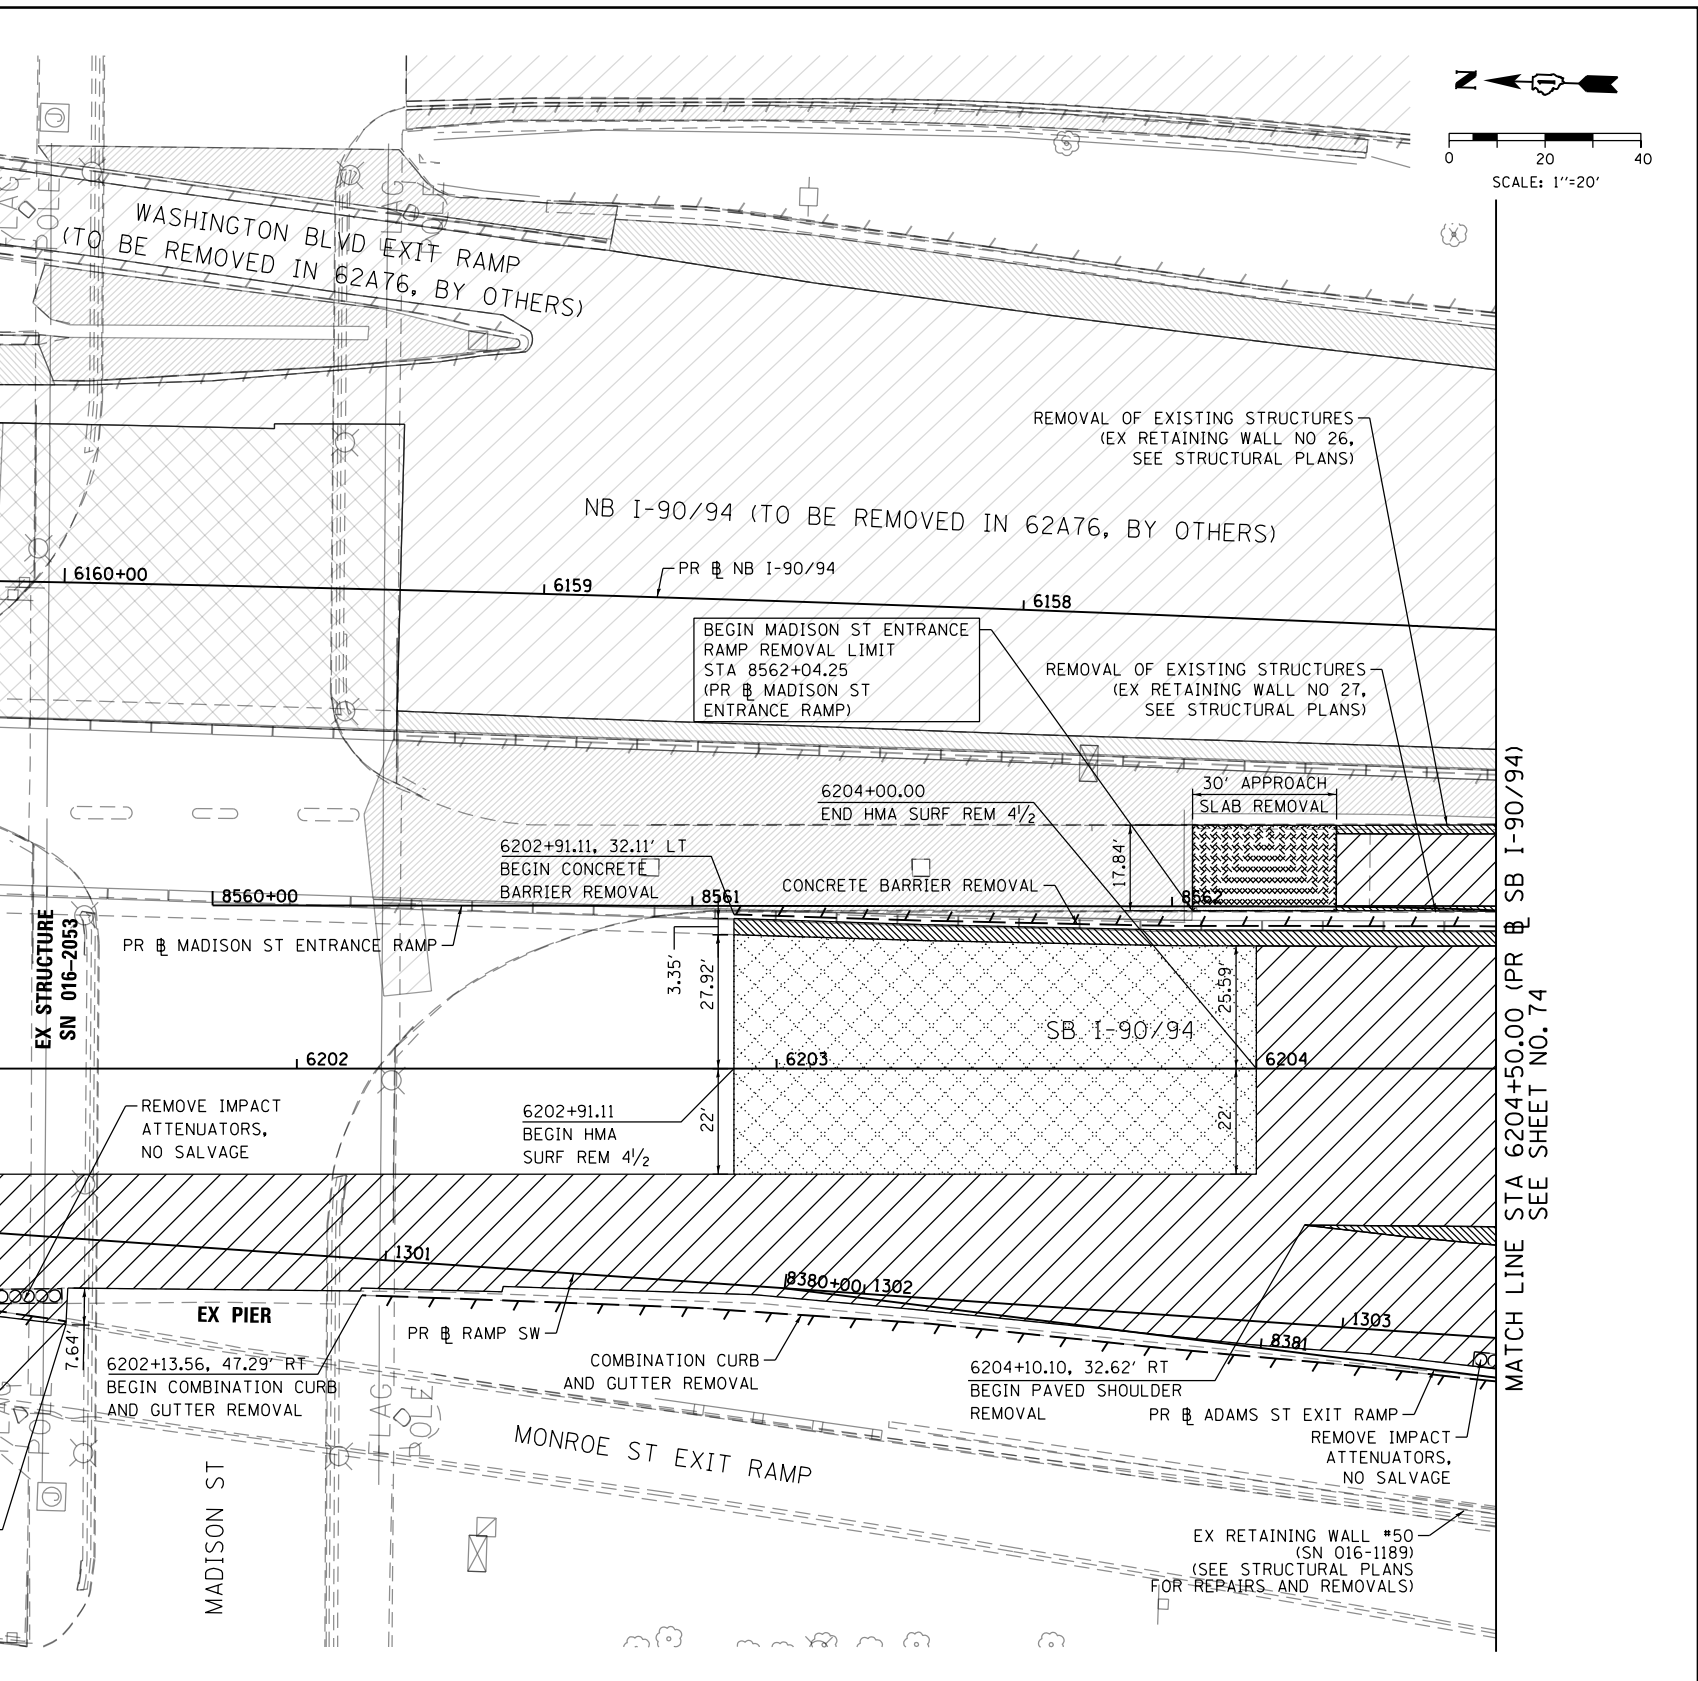 N
0 20 40
SCALE: 1''=20'
WASHINGTON BLVD EXIT RAMP
(TO BE REMOVED IN 62A76, BY OTHERS)
FLAG
POLE
FLAG
POLE
J
REMOVAL OF EXISTING STRUCTURES
(EX RETAINING WALL NO 26,
SEE STRUCTURAL PLANS)
NB I-90/94 (TO BE REMOVED IN 62A76, BY OTHERS)
6160+00
6159
6158
PR BL NB I-90/94
BEGIN MADISON ST ENTRANCE
RAMP REMOVAL LIMIT
STA 8562+04.25
(PR BL MADISON ST
ENTRANCE RAMP)
REMOVAL OF EXISTING STRUCTURES
(EX RETAINING WALL NO 27,
SEE STRUCTURAL PLANS)
30' APPROACH
SLAB REMOVAL
6204+00.00
END HMA SURF REM 4½
17.84'
6202+91.11, 32.11' LT
BEGIN CONCRETE
BARRIER REMOVAL
CONCRETE BARRIER REMOVAL
8560+00
8561
8562
PR BL MADISON ST ENTRANCE RAMP
EX STRUCTURE
SN 016-2053
3.35'
27.92'
25.59'
SB I-90/94
6202
6203
6204
REMOVE IMPACT
ATTENUATORS,
NO SALVAGE
6202+91.11
BEGIN HMA
SURF REM 4½
22'
22'
MATCH LINE STA 6204+50.00 (PR BL SB I-90/94)
SEE SHEET NO. 74
1301
8380+00
1302
1303
8381
EX PIER
7.64'
PR BL RAMP SW
6202+13.56, 47.29' RT
BEGIN COMBINATION CURB
AND GUTTER REMOVAL
COMBINATION CURB
AND GUTTER REMOVAL
6204+10.10, 32.62' RT
BEGIN PAVED SHOULDER
REMOVAL
PR BL ADAMS ST EXIT RAMP
REMOVE IMPACT
ATTENUATORS,
NO SALVAGE
FLAG
POLE
FLAG
POLE
J
MONROE ST EXIT RAMP
MADISON ST
EX RETAINING WALL #50
(SN 016-1189)
(SEE STRUCTURAL PLANS
FOR REPAIRS AND REMOVALS)